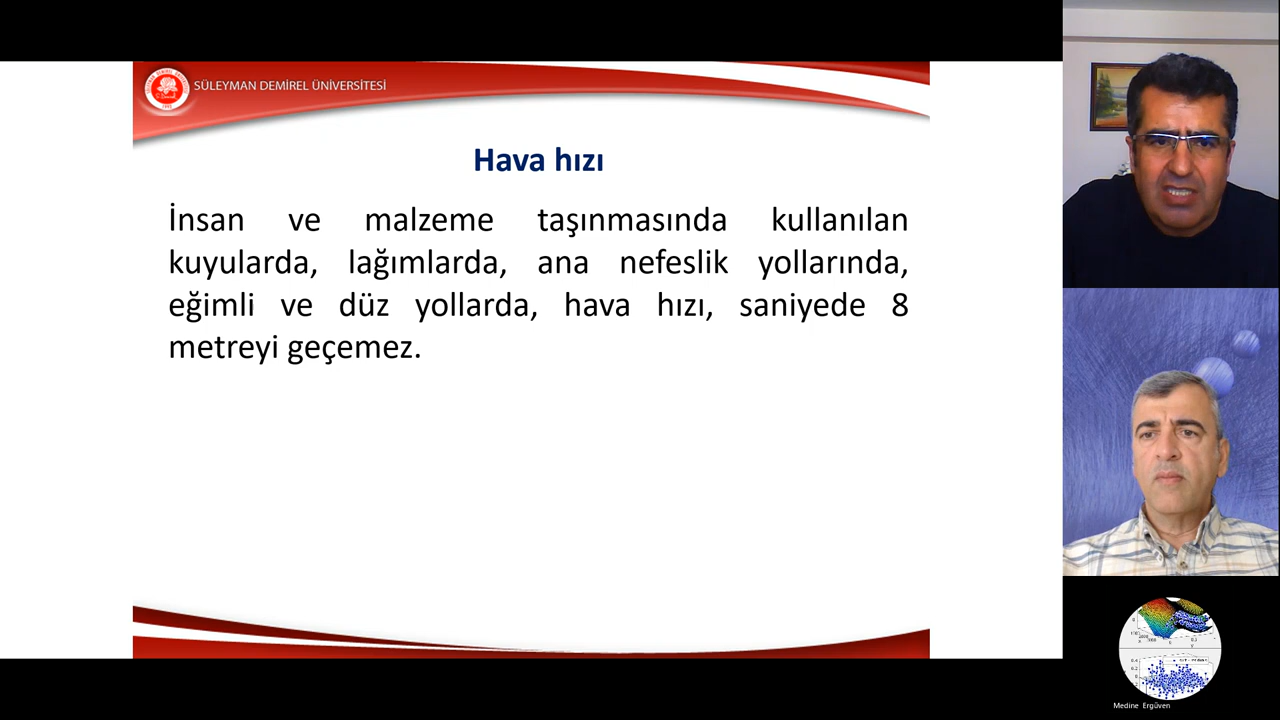 SÜLEYMAN DEMİREL ÜNİVERSİTESİ
Hava hızı
İnsan ve malzeme taşınmasında kullanılan
kuyularda, lağımlarda, ana nefeslik yollarında,
eğimli ve düz yollarda, hava hızı, saniyede 8
metreyi geçemez.
Medine Ergüven